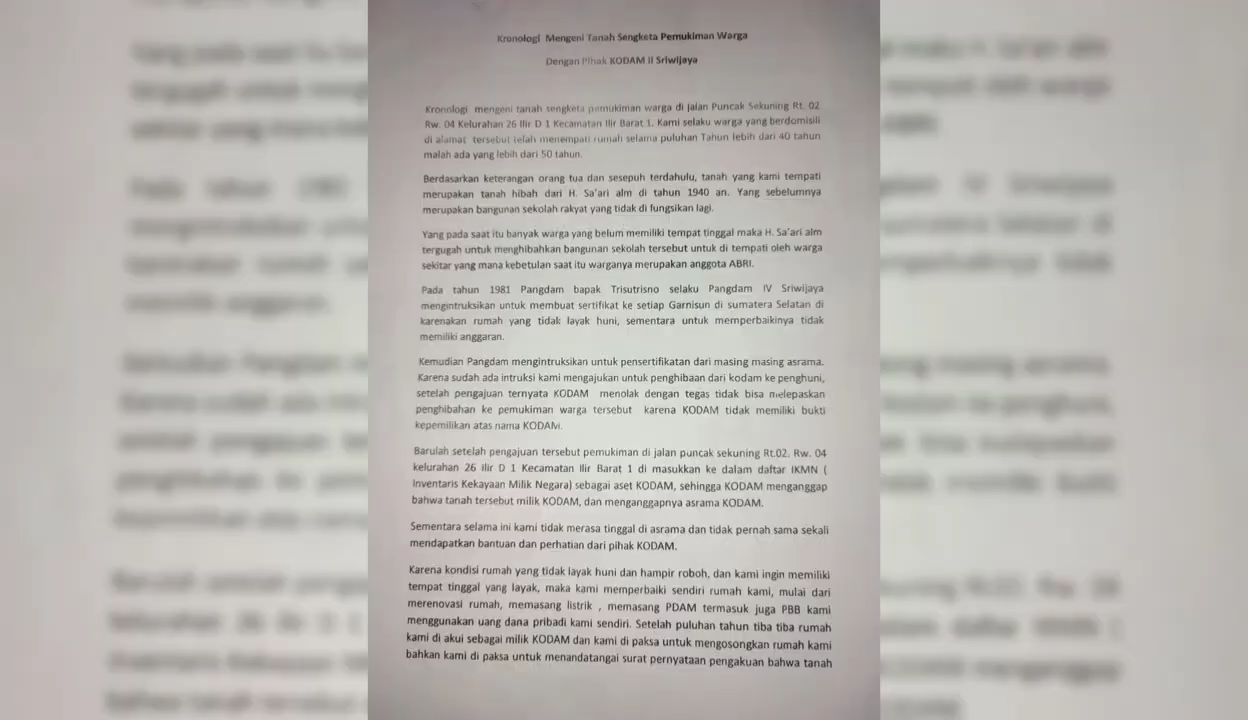 Kronologi Mengeni Tanah Sengketa Pemukiman Warga
Dengan Pihak KODAM II Sriwijaya
Kronologi mengeni tanah sengketa pemukiman warga di jalan Puncak Sekuning Rt. 02
Rw. 04 Kelurahan 26 Ilir D 1 Kecamatan Ilir Barat 1. Kami selaku warga yang berdomisili
di alamat tersebut telah menempati rumah selama puluhan Tahun lebih dari 40 tahun
malah ada yang lebih dari 50 tahun.
Berdasarkan keterangan orang tua dan sesepuh terdahulu, tanah yang kami tempati
merupakan tanah hibah dari H. Sa'ari alm di tahun 1940 an. Yang sebelumnya
merupakan bangunan sekolah rakyat yang tidak di fungsikan lagi.
Yang pada saat itu banyak warga yang belum memiliki tempat tinggal maka H. Sa'ari alm
tergugah untuk menghibahkan bangunan sekolah tersebut untuk di tempati oleh warga
sekitar yang mana kebetulan saat itu warganya merupakan anggota ABRI.
Pada tahun 1981 Pangdam bapak Trisutrisno selaku Pangdam IV Sriwijaya
mengintruksikan untuk membuat sertifikat ke setiap Garnisun di sumatera Selatan di
karenakan rumah yang tidak layak huni, sementara untuk memperbaikinya tidak
memiliki anggaran.
Kemudian Pangdam mengintruksikan untuk pensertifikatan dari masing masing asrama.
Karena sudah ada intruksi kami mengajukan untuk penghibaan dari kodam ke penghuni,
setelah pengajuan ternyata KODAM menolak dengan tegas tidak bisa melepaskan
penghibahan ke pemukiman warga tersebut karena KODAM tidak memiliki bukti
kepemilikan atas nama KODAM.
Barulah setelah pengajuan tersebut pemukiman di jalan puncak sekuning Rt.02. Rw. 04
kelurahan 26 ilir D 1 Kecamatan Ilir Barat 1 di masukkan ke dalam daftar IKMN (
Inventaris Kekayaan Milik Negara) sebagai aset KODAM, sehingga KODAM menganggap
bahwa tanah tersebut milik KODAM, dan menganggapnya asrama KODAM.
Sementara selama ini kami tidak merasa tinggal di asrama dan tidak pernah sama sekali
mendapatkan bantuan dan perhatian dari pihak KODAM.
Karena kondisi rumah yang tidak layak huni dan hampir roboh, dan kami ingin memiliki
tempat tinggal yang layak, maka kami memperbaiki sendiri rumah kami, mulai dari
merenovasi rumah, memasang listrik , memasang PDAM termasuk juga PBB kami
menggunakan uang dana pribadi kami sendiri. Setelah puluhan tahun tiba tiba rumah
kami di akui sebagai milik KODAM dan kami di paksa untuk mengosongkan rumah kami
bahkan kami di paksa untuk menandatangai surat pernyataan pengakuan bahwa tanah